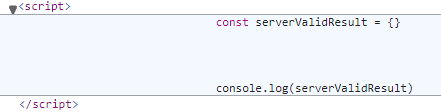 <script>
const serverValidResult = {}
console.log(serverValidResult)
</script>